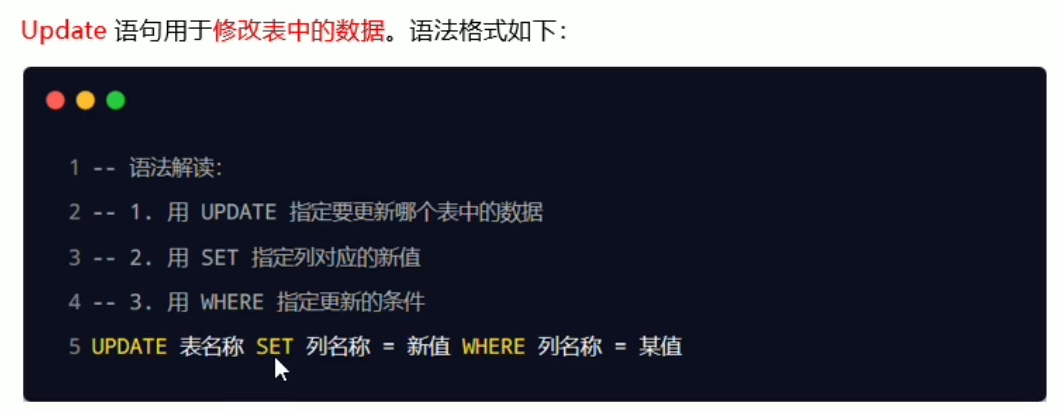 Update 语句用于修改表中的数据。语法格式如下：
1 -- 语法解读：
2 -- 1. 用 UPDATE 指定要更新哪个表中的数据
3 -- 2. 用 SET 指定列对应的新值
4 -- 3. 用 WHERE 指定更新的条件
5 UPDATE 表名称 SET 列名称 = 新值 WHERE 列名称 = 某值